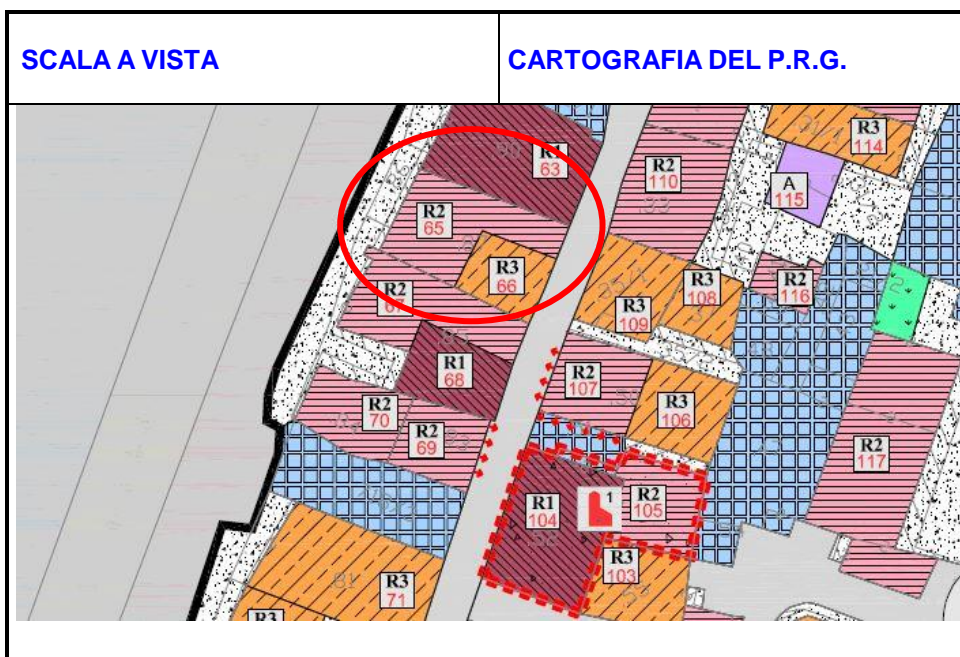 SCALA A VISTA
CARTOGRAFIA DEL P.R.G.
R1
63
R2
65
R3
66
R2
67
R1
68
R2
70
R2
69
R3
71
R3
R2
110
R3
114
A
115
R2
116
R3
108
R3
109
R2
107
R3
106
R2
117
R1
104
1
R2
105
R3
103